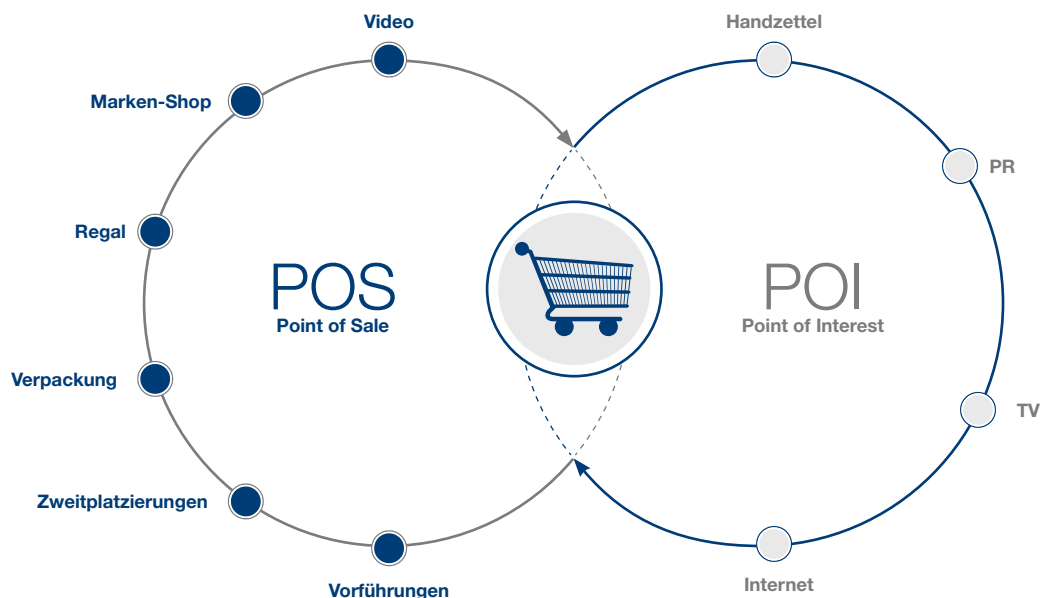 Video
Handzettel
Marken-Shop
PR
Regal
POS
Point of Sale
POI
Point of Interest
Verpackung
TV
Zweitplatzierungen
Vorführungen
Internet